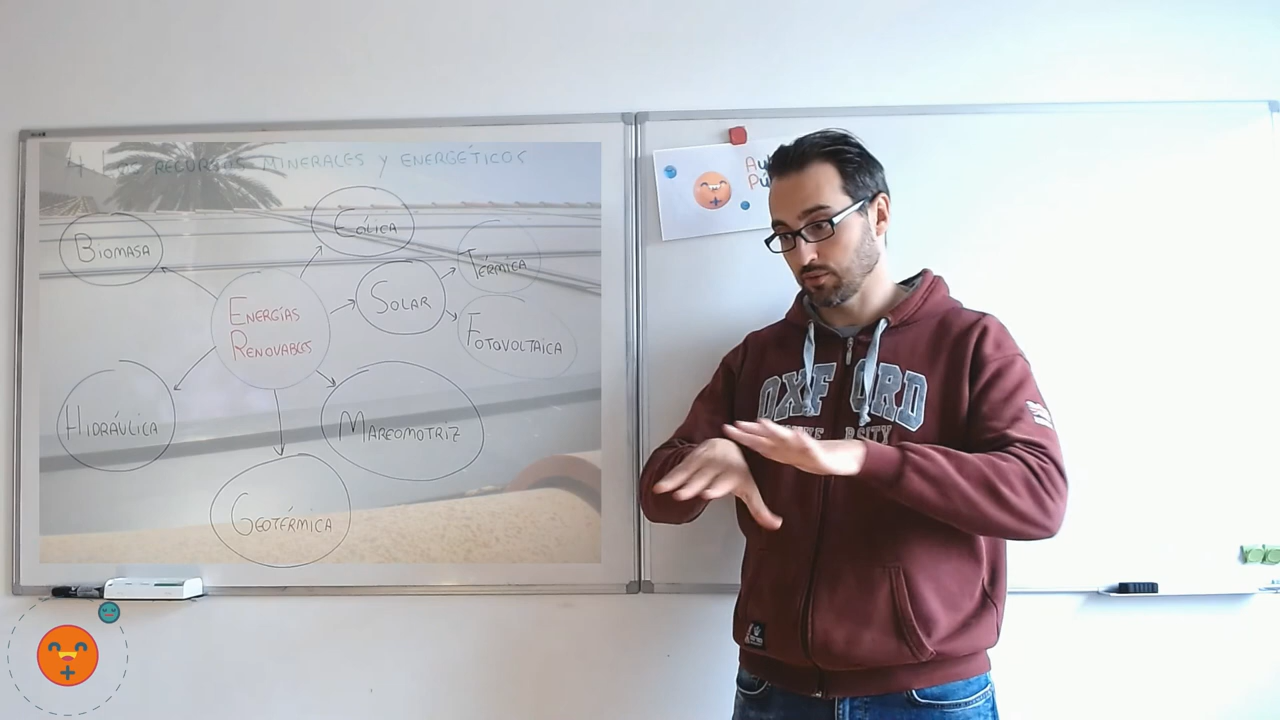 4 Los RECURSOS MINERALES Y ENERGÉTICOS
BIOMASA
EÓLICA
TÉRMICA
SOLAR
ENERGÍAS
RENOVABLES
FOTOVOLTAICA
HIDRÁULICA
MAREOMOTRIZ
GEOTÉRMICA
OXFORD